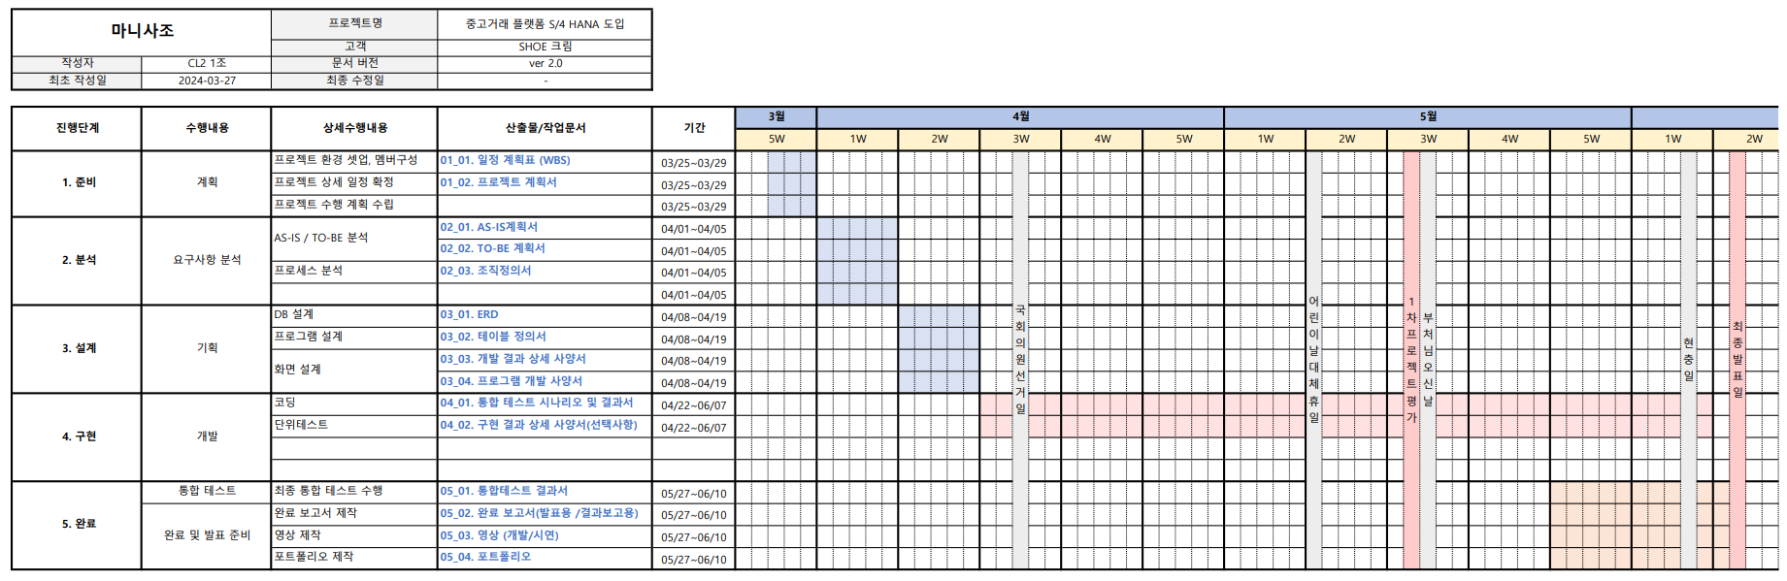 마니사조
프로젝트명
중고거래 플랫폼 S/4 HANA 도입
고객
SHOE 크림
작성자
CL2 1조
문서 버전
ver 2.0
최초 작성일
2024-03-27
최종 수정일
-
진행단계
수행내용
상세수행내용
산출물/작업문서
기간
3월
4월
5월
5W
1W
2W
3W
4W
5W
1W
2W
3W
4W
5W
1W
2W
1. 준비
계획
프로젝트 환경 셋업, 멤버구성
01_01. 일정 계획표 (WBS)
03/25~03/29
프로젝트 상세 일정 확정
01_02. 프로젝트 계획서
03/25~03/29
프로젝트 수행 계획 수립
03/25~03/29
2. 분석
요구사항 분석
AS-IS / TO-BE 분석
02_01. AS-IS계획서
04/01~04/05
02_02. TO-BE 계획서
04/01~04/05
프로세스 분석
02_03. 조직정의서
04/01~04/05
04/01~04/05
3. 설계
기획
DB 설계
03_01. ERD
04/08~04/19
프로그램 설계
03_02. 테이블 정의서
04/08~04/19
화면 설계
03_03. 개발 결과 상세 사양서
04/08~04/19
03_04. 프로그램 개발 사양서
04/08~04/19
4. 구현
개발
코딩
04_01. 통합 테스트 시나리오 및 결과서
04/22~06/07
단위테스트
04_02. 구현 결과 상세 사양서(선택사항)
04/22~06/07
5. 완료
통합 테스트
최종 통합 테스트 수행
05_01. 통합테스트 결과서
05/27~06/10
완료 및 발표 준비
완료 보고서 제작
05_02. 완료 보고서(발표용 /결과보고용)
05/27~06/10
영상 제작
05_03. 영상 (개발/시연)
05/27~06/10
포트폴리오 제작
05_04. 포트폴리오
05/27~06/10
국회의원선거일
어린이날대체휴일
1차프로젝트평가
부처님오신날
현충일
최종발표일